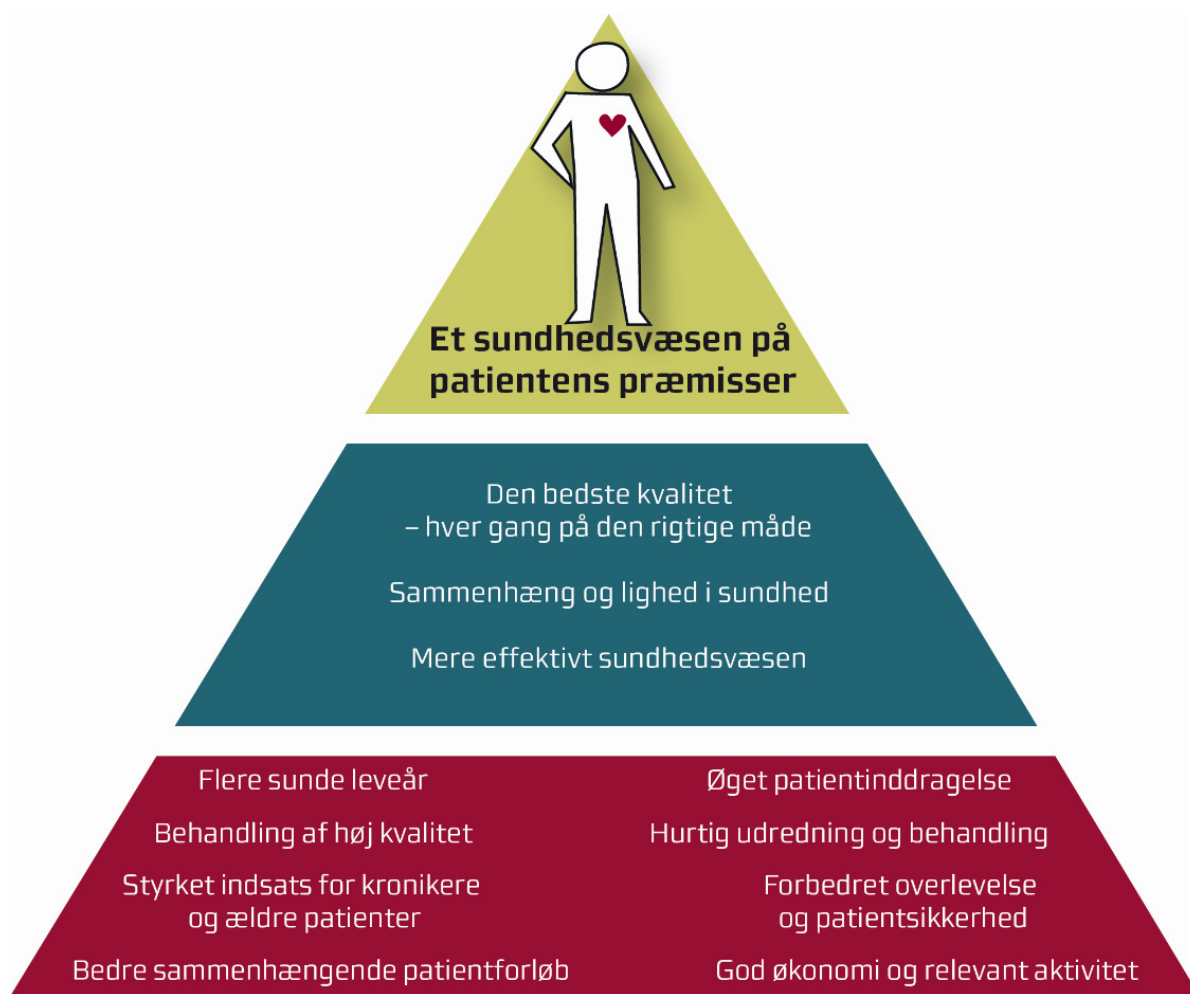 Et sundhedsvæsen på
patientens præmisser
Den bedste kvalitet
– hver gang på den rigtige måde
Sammenhæng og lighed i sundhed
Mere effektivt sundhedsvæsen
Flere sunde leveår
Behandling af høj kvalitet
Styrket indsats for kronikere
og ældre patienter
Bedre sammenhængende patientforløb
Øget patientinddragelse
Hurtig udredning og behandling
Forbedret overlevelse
og patientsikkerhed
God økonomi og relevant aktivitet